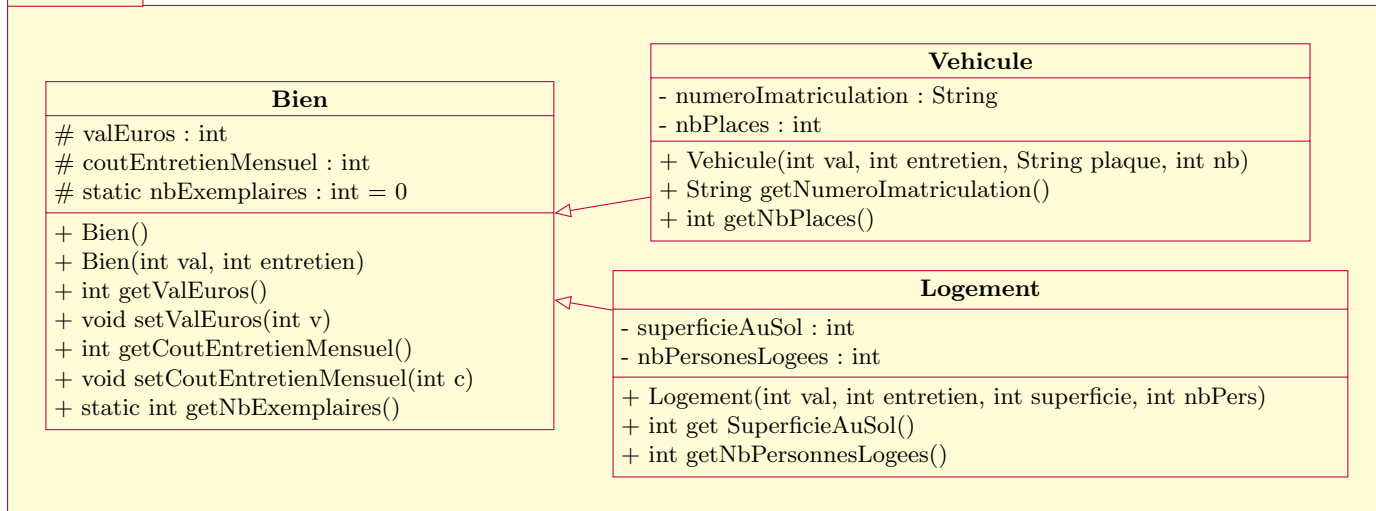 Bien
# valEuros : int
# coutEntretienMensuel : int
# static nbExemplaires : int = 0
+ Bien()
+ Bien(int val, int entretien)
+ int getValEuros()
+ void setValEuros(int v)
+ int getCoutEntretienMensuel()
+ void setCoutEntretienMensuel(int c)
+ static int getNbExemplaires()
Vehicule
- numeroImatriculation : String
- nbPlaces : int
+ Vehicule(int val, int entretien, String plaque, int nb)
+ String getNumeroImatriculation()
+ int getNbPlaces()
Logement
- superficieAuSol : int
- nbPersonesLogees : int
+ Logement(int val, int entretien, int superficie, int nbPers)
+ int get SuperficieAuSol()
+ int getNbPersonnesLogees()